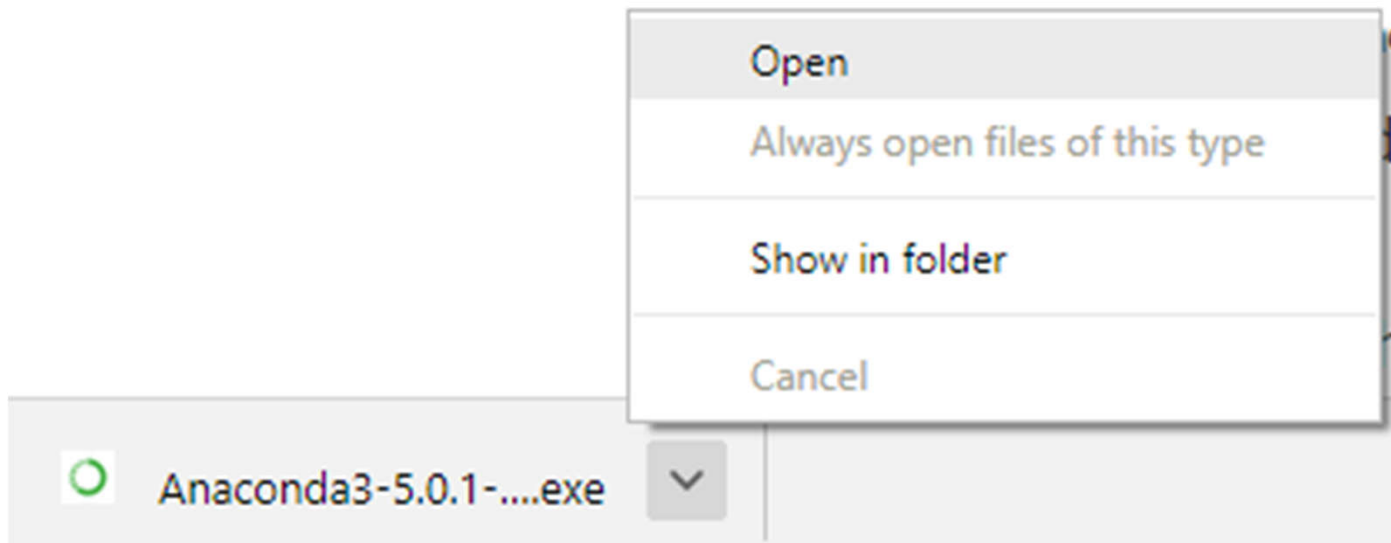 Open
Always open files of this type
Show in folder
Cancel
Anaconda3-5.0.1-....exe